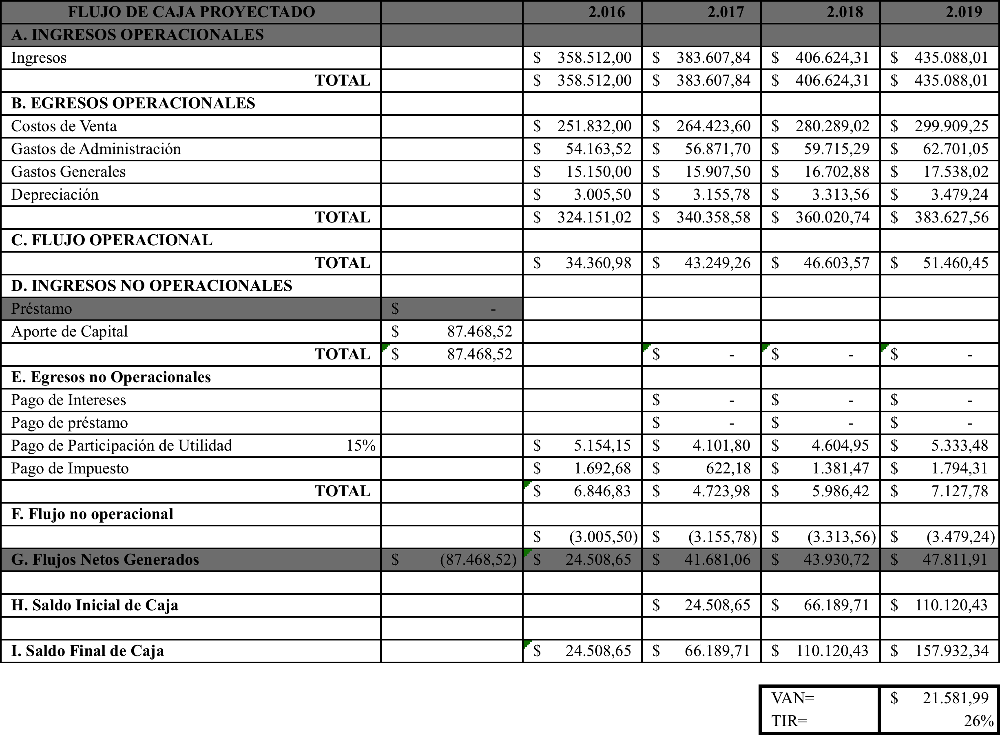 FLUJO DE CAJA PROYECTADO 2.016 2.017 2.018 2.019
A. INGRESOS OPERACIONALES
Ingresos $ 358.512,00 $ 383.607,84 $ 406.624,31 $ 435.088,01
TOTAL $ 358.512,00 $ 383.607,84 $ 406.624,31 $ 435.088,01
B. EGRESOS OPERACIONALES
Costos de Venta $ 251.832,00 $ 264.423,60 $ 280.289,02 $ 299.909,25
Gastos de Administración $ 54.163,52 $ 56.871,70 $ 59.715,29 $ 62.701,05
Gastos Generales $ 15.150,00 $ 15.907,50 $ 16.702,88 $ 17.538,02
Depreciación $ 3.005,50 $ 3.155,78 $ 3.313,56 $ 3.479,24
TOTAL $ 324.151,02 $ 340.358,58 $ 360.020,74 $ 383.627,56
C. FLUJO OPERACIONAL
TOTAL $ 34.360,98 $ 43.249,26 $ 46.603,57 $ 51.460,45
D. INGRESOS NO OPERACIONALES
Préstamo $ -
Aporte de Capital $ 87.468,52
TOTAL $ 87.468,52 $ - $ - $ -
E. Egresos no Operacionales
Pago de Intereses $ - $ - $ -
Pago de préstamo $ - $ - $ -
Pago de Participación de Utilidad 15% $ 5.154,15 $ 4.101,80 $ 4.604,95 $ 5.333,48
Pago de Impuesto $ 1.692,68 $ 622,18 $ 1.381,47 $ 1.794,31
TOTAL $ 6.846,83 $ 4.723,98 $ 5.986,42 $ 7.127,78
F. Flujo no operacional
$ (3.005,50) $ (3.155,78) $ (3.313,56) $ (3.479,24)
G. Flujos Netos Generados $ (87.468,52) $ 24.508,65 $ 41.681,06 $ 43.930,72 $ 47.811,91
H. Saldo Inicial de Caja $ 24.508,65 $ 66.189,71 $ 110.120,43
I. Saldo Final de Caja $ 24.508,65 $ 66.189,71 $ 110.120,43 $ 157.932,34
VAN= $ 21.581,99
TIR= 26%